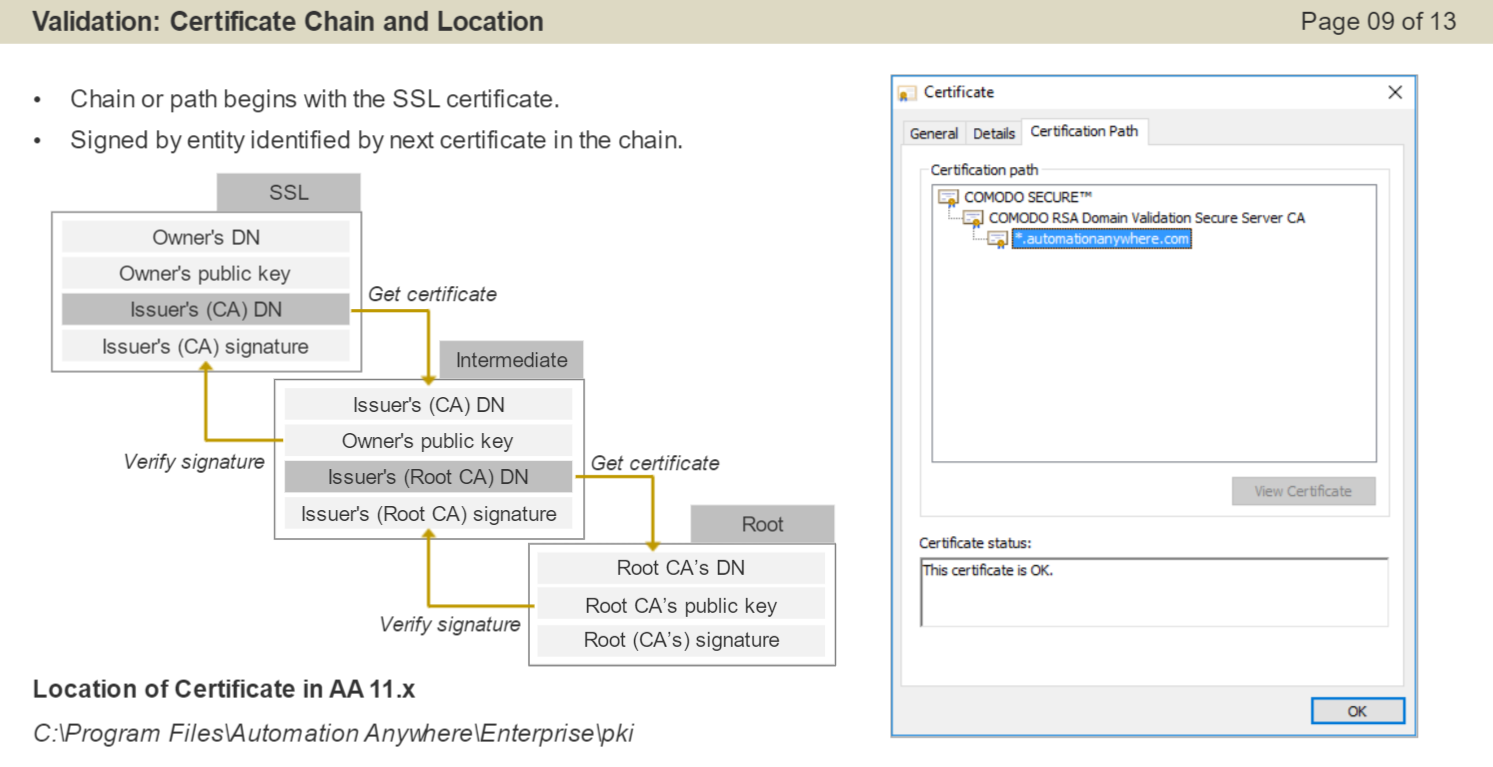 Validation: Certificate Chain and Location
Page 09 of 13
• Chain or path begins with the SSL certificate.
• Signed by entity identified by next certificate in the chain.
SSL
Owner's DN
Owner's public key
Issuer's (CA) DN
Issuer's (CA) signature
Get certificate
Verify signature
Intermediate
Issuer's (CA) DN
Owner's public key
Issuer's (Root CA) DN
Issuer's (Root CA) signature
Get certificate
Verify signature
Root
Root CA’s DN
Root CA’s public key
Root (CA’s) signature
Location of Certificate in AA 11.x
C:\Program Files\Automation Anywhere\Enterprise\pki
Certificate
General Details Certification Path
Certification path
COMODO SECURE™
COMODO RSA Domain Validation Secure Server CA
*.automationanywhere.com
View Certificate
Certificate status:
This certificate is OK.
OK